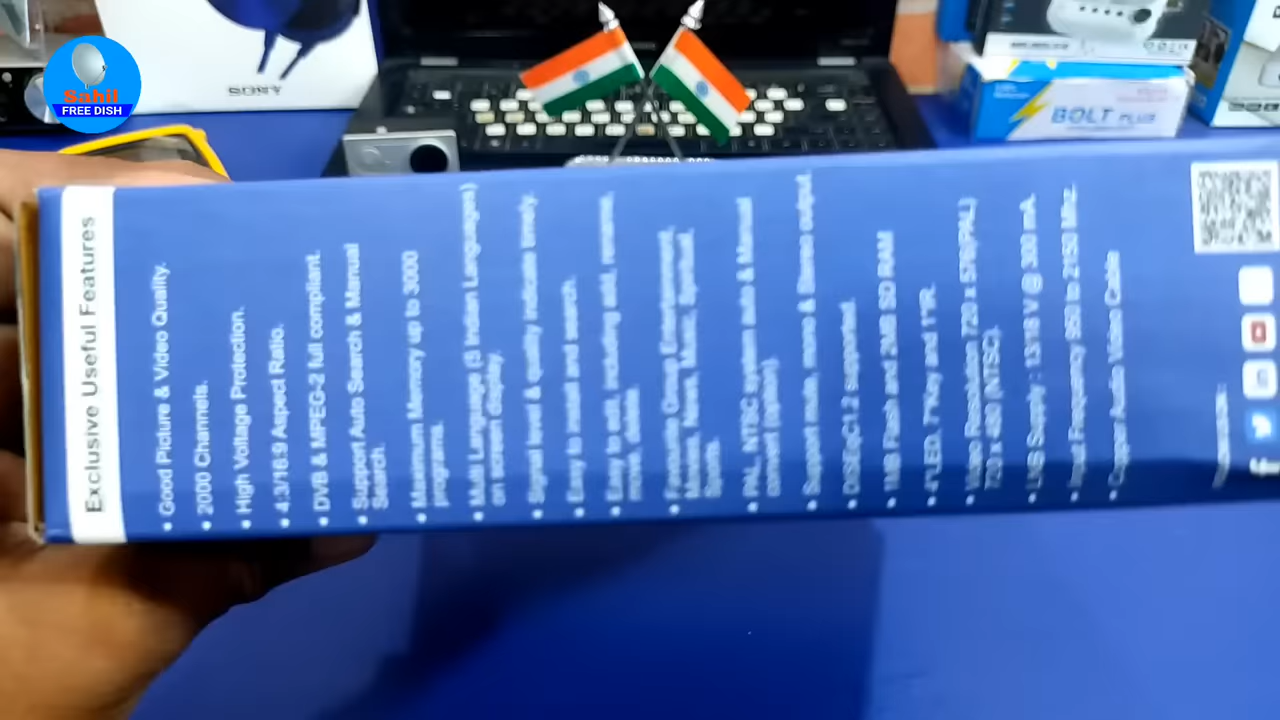 Sahil
FREE DISH
SONY
BOLT PLUS
Exclusive Useful Features
• Good Picture & Video Quality.
• 2000 Channels.
• High Voltage Protection.
• 4:3/16:9 Aspect Ratio.
• DVB & MPEG-2 full compliant.
• Support Auto Search & Manual
Search.
• Maximum Memory up to 3000
programs.
• Multi Language (5 Indian Languages)
on screen display.
• Signal level & quality indicate timely.
• Easy to install and search.
• Easy to edit, including add, rename,
move, delete.
• Favourite Group Entertainment,
Movies, News, Music, Spiritual,
Sports.
• PAL, NTSC system auto & Manual
convert (option).
• Support mute, mono & Stereo output.
• DiSEqC1.2 supported.
• 1MB Flash and 2MB SD RAM
• 4"LED, 7"Key and 1"IR.
• Video Resolution 720 x 576(PAL)
720 x 480 (NTSC).
• LNB Supply : 13/18 V @ 300 mA.
• Input Frequency 950 to 2150 Mhz.
• Copper Audio Video Cable